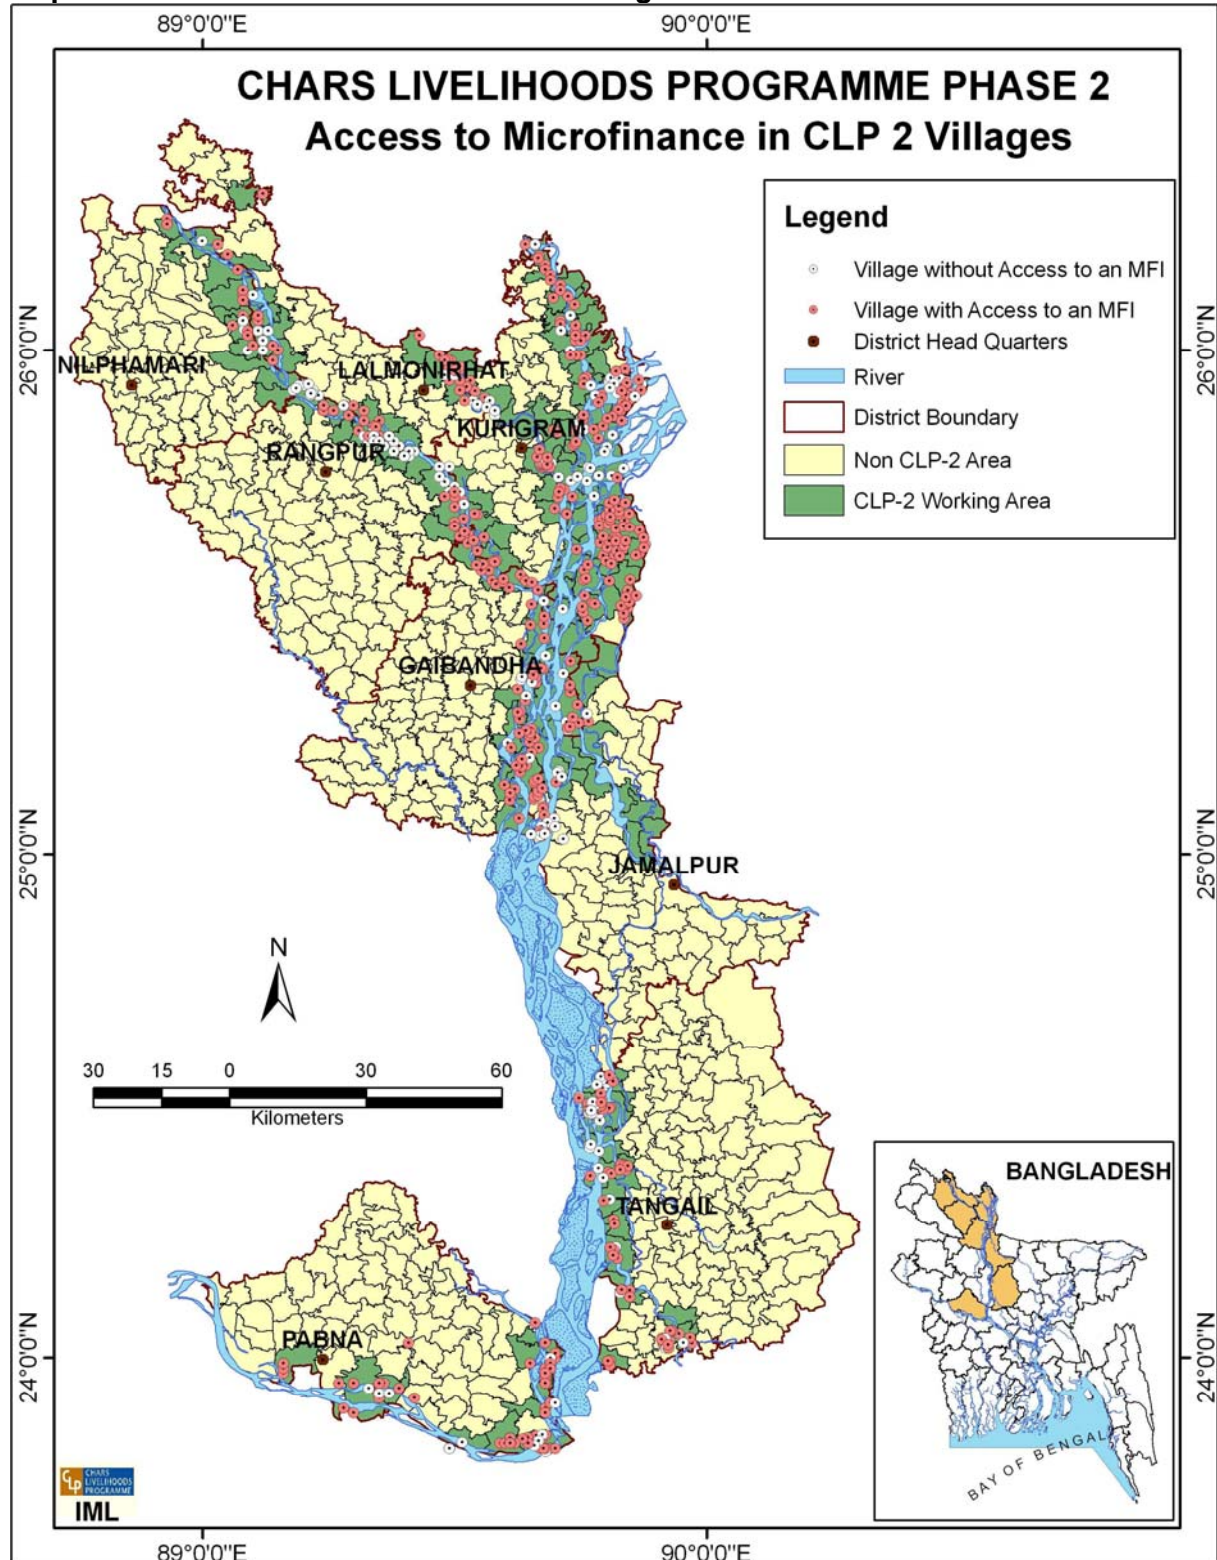 89°0'0"E 90°0'0"E
CHARS LIVELIHOODS PROGRAMME PHASE 2
Access to Microfinance in CLP 2 Villages
Legend
Village without Access to an MFI
Village with Access to an MFI
District Head Quarters
River
District Boundary
Non CLP-2 Area
CLP-2 Working Area
26°0'0"N 26°0'0"N
NILPHAMARI
LALMONIRHAT
KURIGRAM
RANGPUR
GAIBANDHA
25°0'0"N 25°0'0"N
JAMALPUR
N
30 15 0 30 60
Kilometers
BANGLADESH
TANGAIL
PABNA
24°0'0"N 24°0'0"N
BAY OF BENGAL
CLP CHARS
LIVELIHOODS
PROGRAMME
IML
89°0'0"E 90°0'0"E